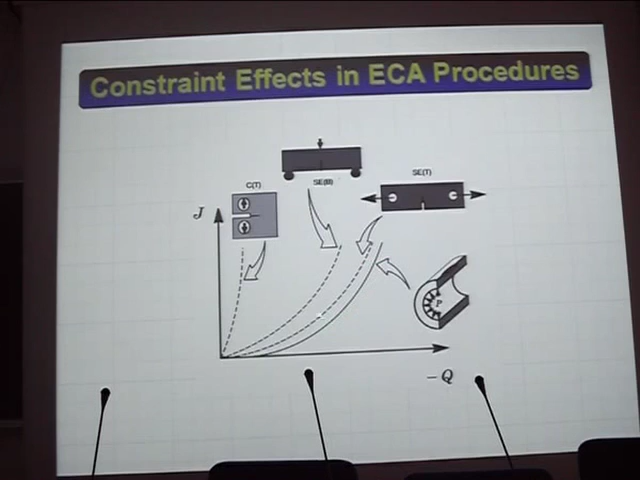 Constraint Effects in ECA Procedures
C(T)
SE(B)
SE(T)
J
P
− Q